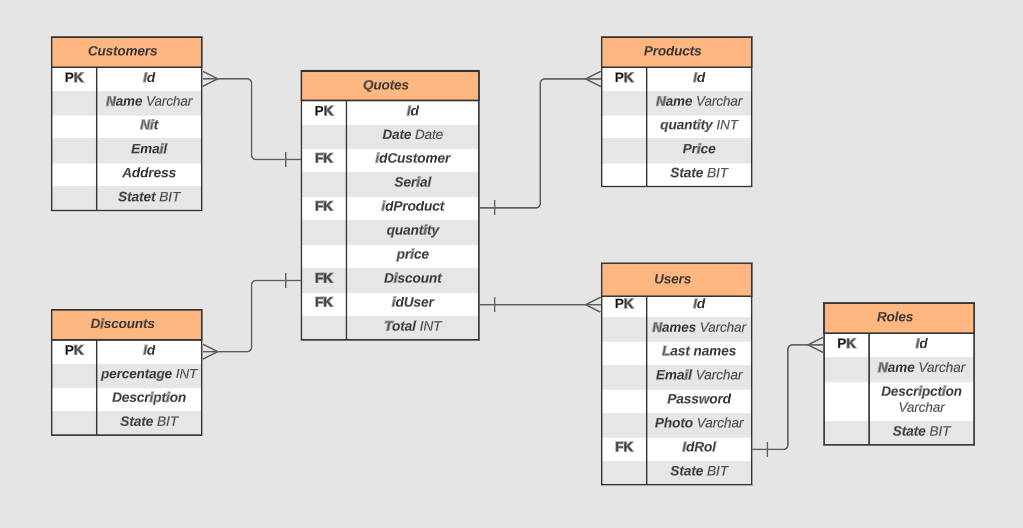 Customers
PK Id
Name Varchar
Nit
Email
Address
Statet BIT
Quotes
PK Id
Date Date
FK idCustomer
Serial
FK idProduct
quantity
price
FK Discount
FK idUser
Total INT
Products
PK Id
Name Varchar
quantity INT
Price
State BIT
Discounts
PK Id
percentage INT
Description
State BIT
Users
PK Id
Names Varchar
Last names
Email Varchar
Password
Photo Varchar
FK IdRol
State BIT
Roles
PK Id
Name Varchar
Descripction
Varchar
State BIT